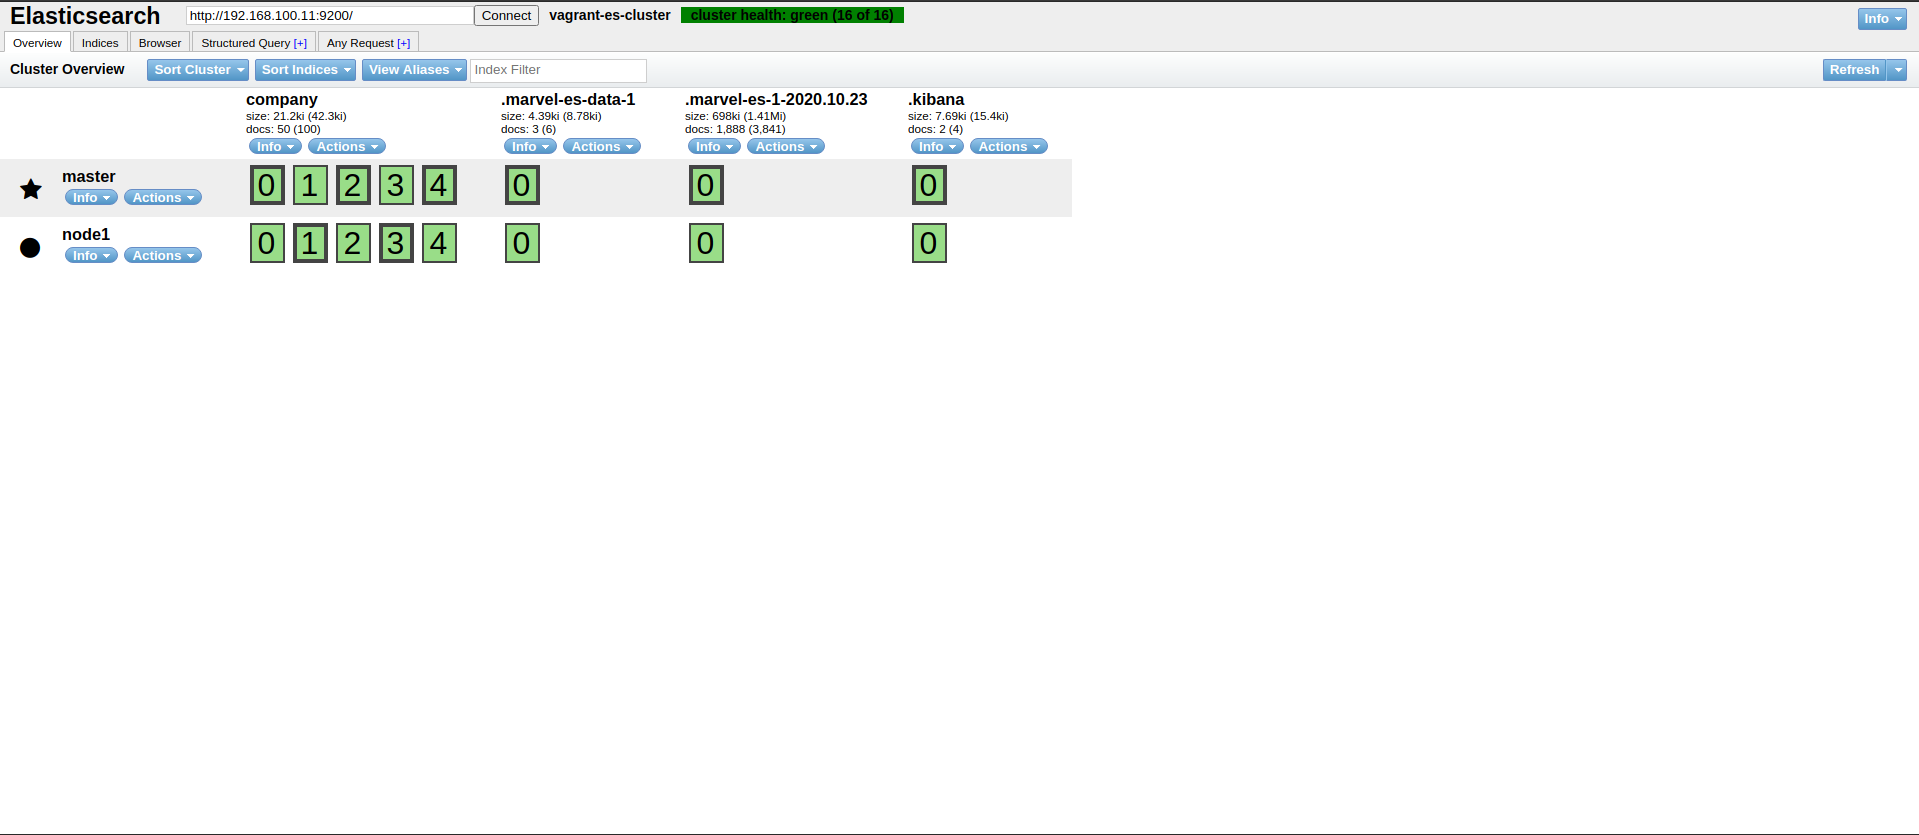 Elasticsearch http://192.168.100.11:9200/ Connect vagrant-es-cluster cluster health: green (16 of 16) Info
Overview Indices Browser Structured Query [+] Any Request [+]
Cluster Overview Sort Cluster Sort Indices View Aliases Index Filter Refresh
company .marvel-es-data-1 .marvel-es-1-2020.10.23 .kibana
size: 21.2ki (42.3ki) size: 4.39ki (8.78ki) size: 698ki (1.41Mi) size: 7.69ki (15.4ki)
docs: 50 (100) docs: 3 (6) docs: 1,888 (3,841) docs: 2 (4)
Info Actions Info Actions Info Actions Info Actions
master 0 1 2 3 4 0 0 0
Info Actions
node1 0 1 2 3 4 0 0 0
Info Actions